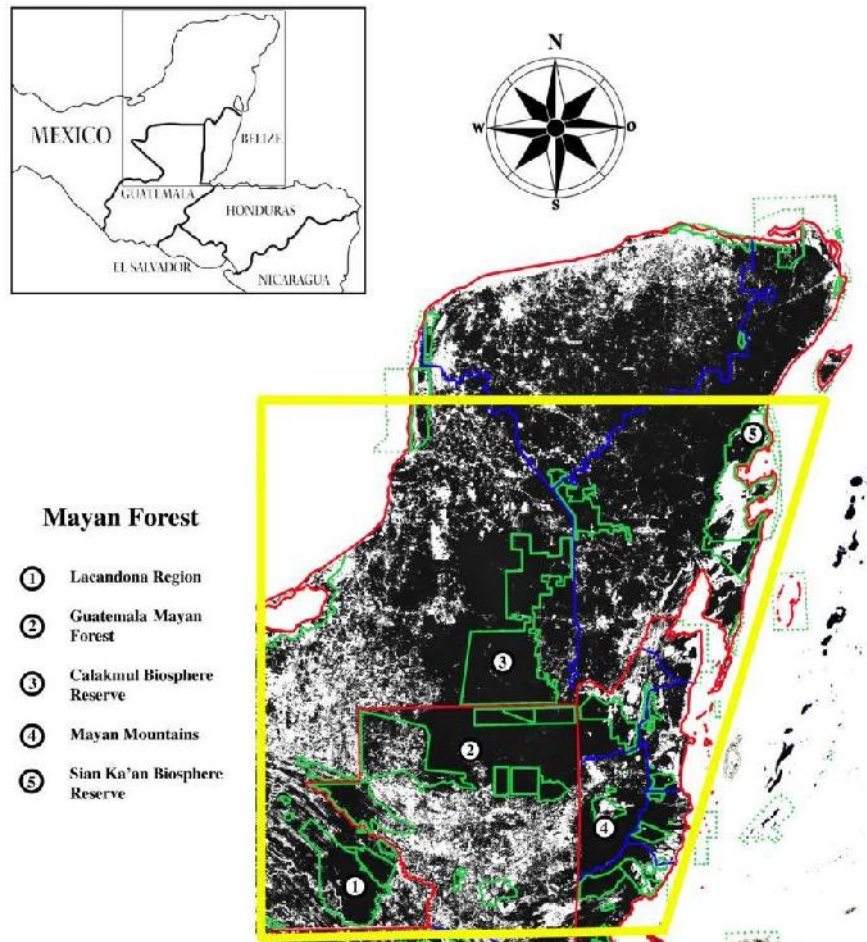 MEXICO
BELIZE
GUATEMALA
HONDURAS
EL SALVADOR
NICARAGUA
N
W
O
S
Mayan Forest
1 Lacandona Region
2 Guatemala Mayan
Forest
3 Calakmul Biosphere
Reserve
4 Mayan Mountains
5 Sian Ka'an Biosphere
Reserve
5
3
2
4
1